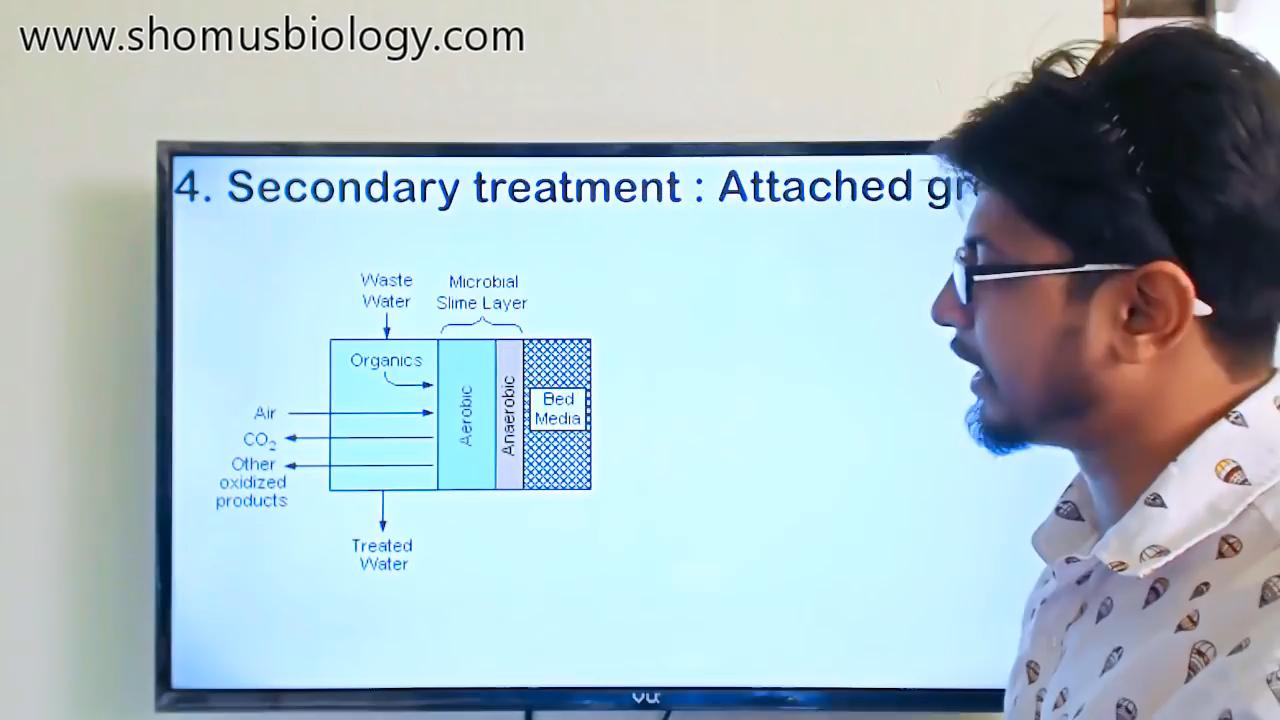 www.shomusbiology.com
4. Secondary treatment : Attached
Waste
Water
Microbial
Slime Layer
Organics
Aerobic
Anaerobic
Bed
Media
Air
CO2
Other
oxidized
products
Treated
Water